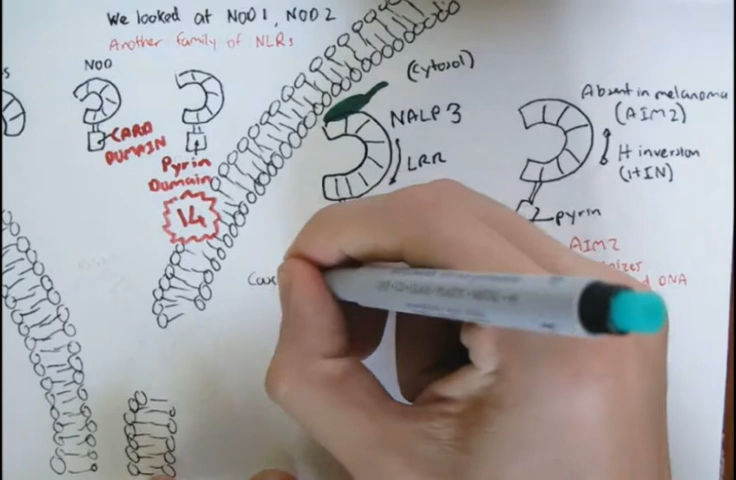 We looked at NOD1, NOD2
Another family of NLRs
NOD
CARD
DOMAIN
Pyrin
Domain
14
(cytosol)
NALP3
LRR
Absent in melanoma
(AIM2)
H inversion
(HIN)
pyrin
AIM2
DNA